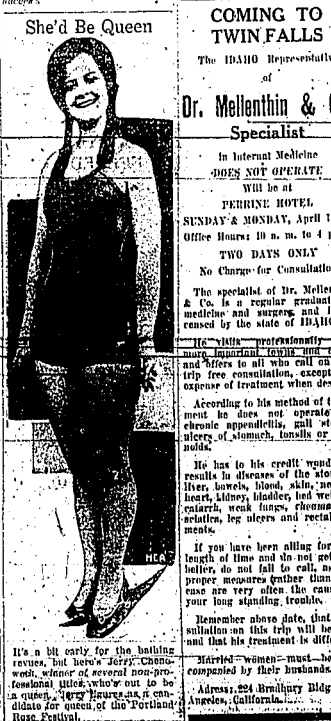 She'd Be Queen
NEA
It's a bit early for the bathing
revues, but here's Jerry Cheno-
weth, winner of several non-pro-
fessional titles, who's out to be
a queen. Jerry figures as a can-
didate for queen of the Portland
Rose Festival.
COMING TO
TWIN FALLS
The IDAHO Representativ
of
Dr. Mellenthin &
Specialist
in Internal Medicine
DOES NOT OPERATE
Will be at
PERRINE HOTEL
SUNDAY & MONDAY, April 1
Office Hours: 10 a. m. to 4 p
TWO DAYS ONLY
No Charge for Consultatio
The specialist of Dr. Melle
& Co. is a regular graduat
medicine and surgery and l
censed by the state of IDAHO
He visits professionally
more important towns and
and offers to all who call on
trip free consultation, except
expense of treatment when des
According to his method of t
ment he does not operate
chronic appendicitis, gall st
ulcers of stomach, tonsils or
noids.
He has to his credit wond
results in diseases of the sto
liver, bowels, blood, skin, ne
heart, kidney, bladder, bed we
catarrh, weak lungs, rheuma
sciatica, leg ulcers and rectal
ments.
If you have been ailing for
length of time and do not get
better, do not fail to call, as
proper measures rather than
ease are very often the cau
your long standing trouble.
Remember above date, that
sultation on this trip will be
and that his treatment is diff
Married women must be
companied by their husbands.
Adress: 224 Bradbury Bldg
Angeles, California.